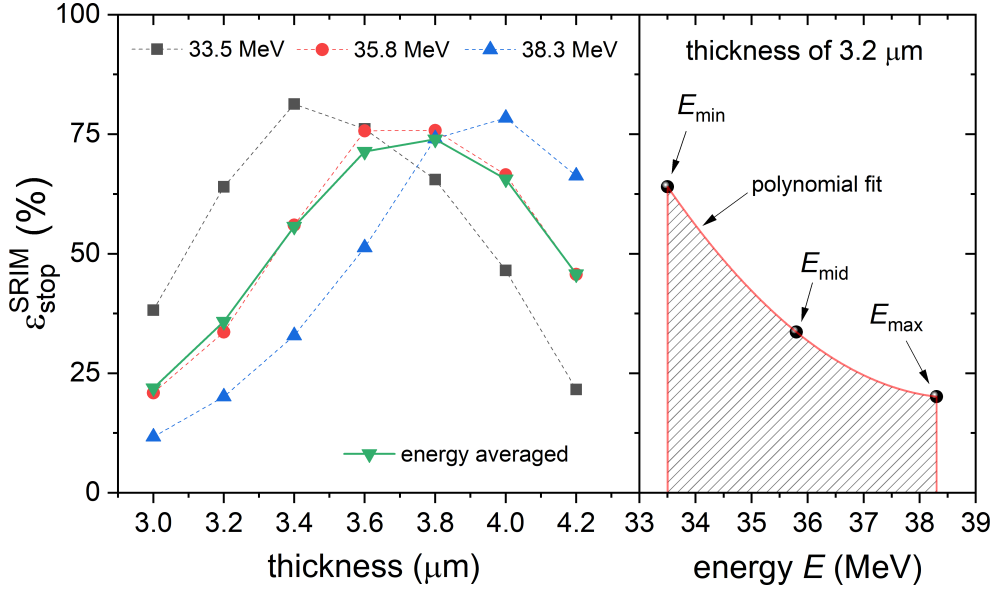 100
75
50
25
0
ε_stop^SRIM (%)
33.5 MeV 35.8 MeV 38.3 MeV
energy averaged
3.0 3.2 3.4 3.6 3.8 4.0 4.2
thickness (μm)
thickness of 3.2 μm
E_min
polynomial fit
E_mid
E_max
33 34 35 36 37 38 39
energy E (MeV)